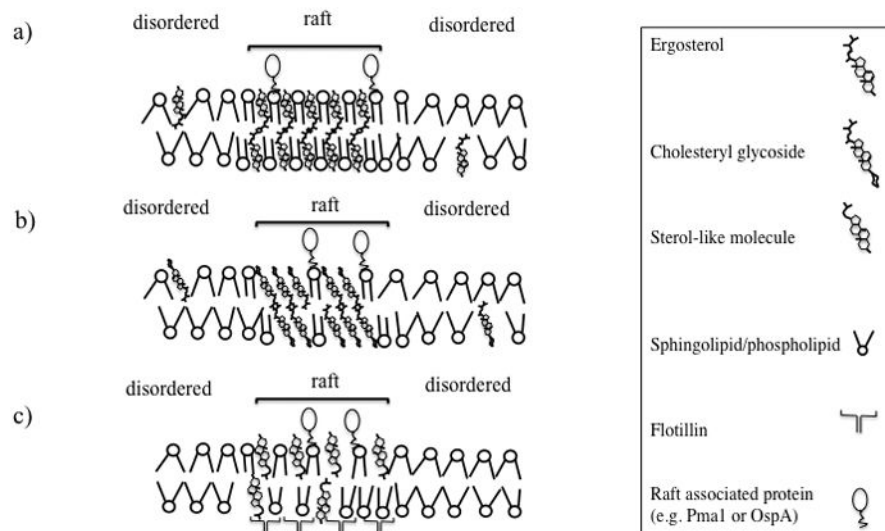 a)
disordered raft disordered
b)
disordered raft disordered
c)
disordered raft disordered
Ergosterol
Cholesteryl glycoside
Sterol-like molecule
Sphingolipid/phospholipid
Flotillin
Raft associated protein
(e.g. Pma1 or OspA)